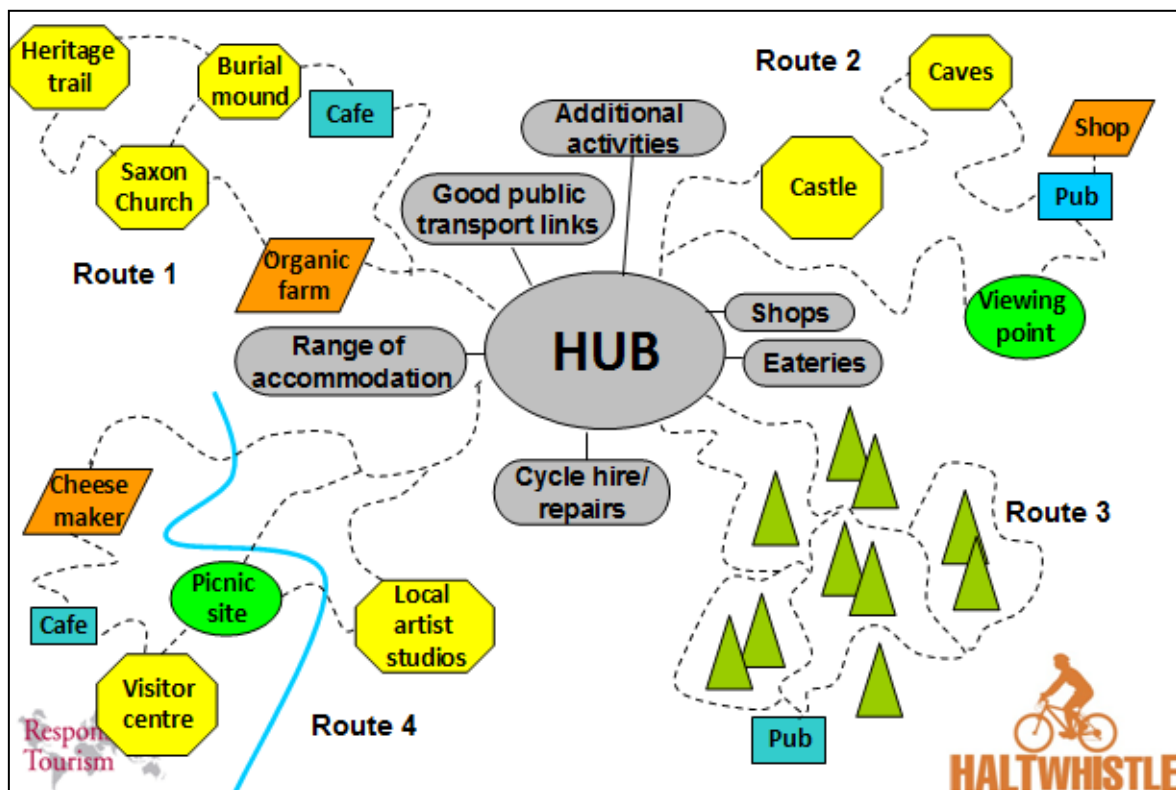 Heritage
trail
Burial
mound
Cafe
Saxon
Church
Route 1
Organic
farm
Additional
activities
Good public
transport links
Range of
accommodation
HUB
Shops
Eateries
Cycle hire/
repairs
Route 2
Caves
Castle
Shop
Pub
Viewing
point
Route 3
Pub
Cheese
maker
Cafe
Picnic
site
Visitor
centre
Local
artist
studios
Route 4
Respon
Tourism
HALTWHISTLE